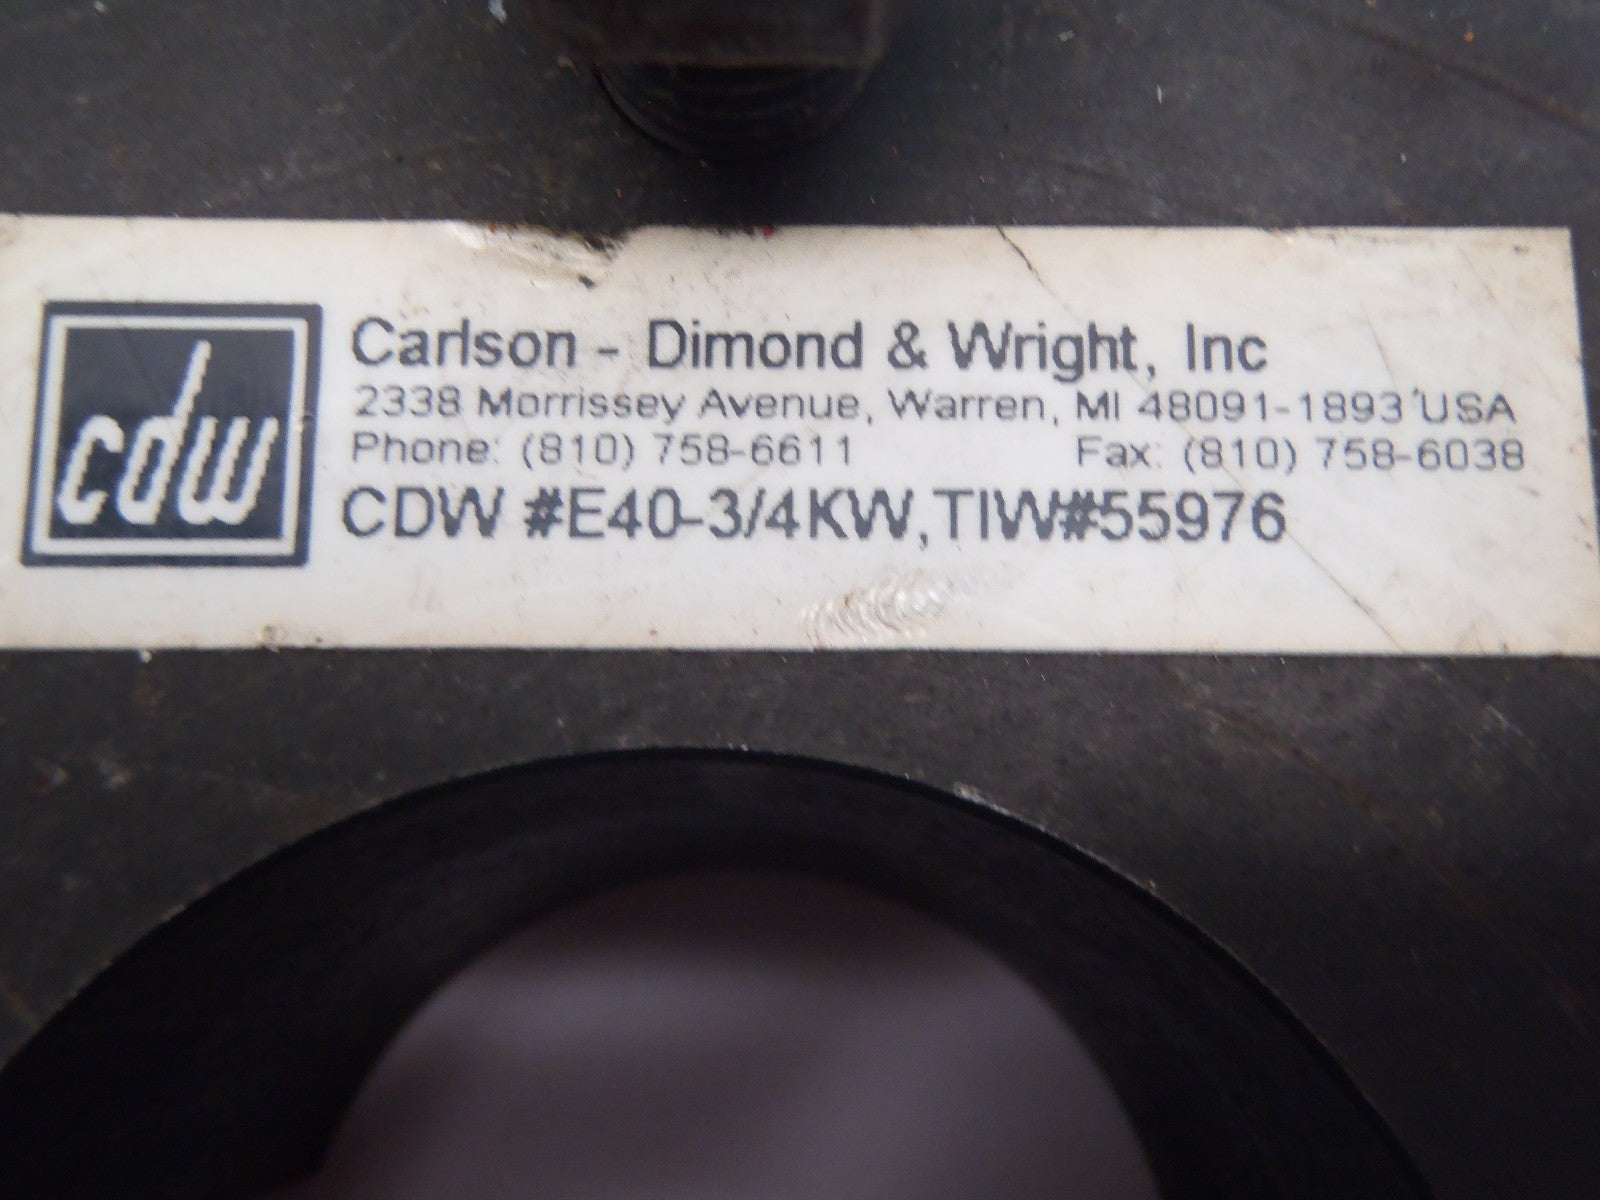 cdw
Carlson - Dimond & Wright, Inc
2338 Morrissey Avenue, Warren, MI 48091-1893 USA
Phone: (810) 758-6611 Fax: (810) 758-6038
CDW #E40-3/4KW,TIW#55976